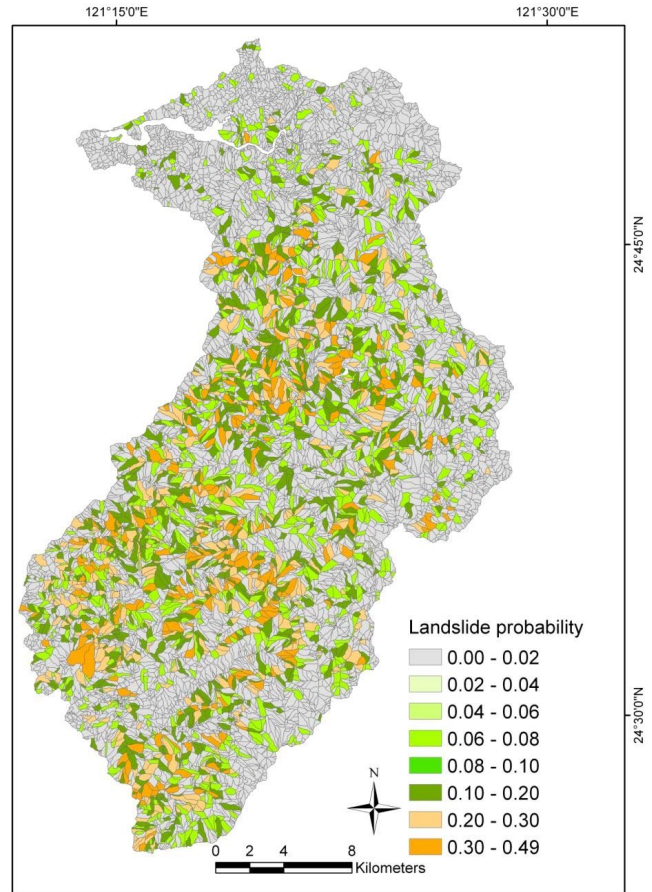 121°15'0"E
121°30'0"E
24°45'0"N
24°30'0"N
Landslide probability
0.00 - 0.02
0.02 - 0.04
0.04 - 0.06
0.06 - 0.08
0.08 - 0.10
0.10 - 0.20
0.20 - 0.30
0.30 - 0.49
N
0 2 4 8
Kilometers